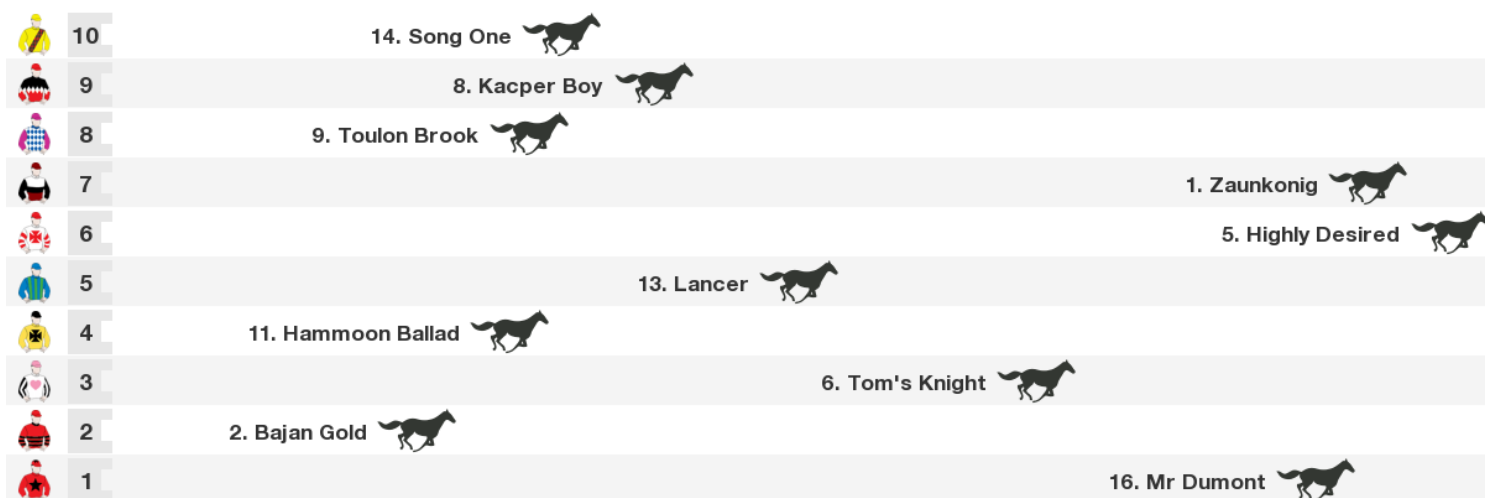 10 14. Song One
9 8. Kacper Boy
8 9. Toulon Brook
7 1. Zaunkonig
6 5. Highly Desired
5 13. Lancer
4 11. Hammoon Ballad
3 6. Tom's Knight
2 2. Bajan Gold
1 16. Mr Dumont